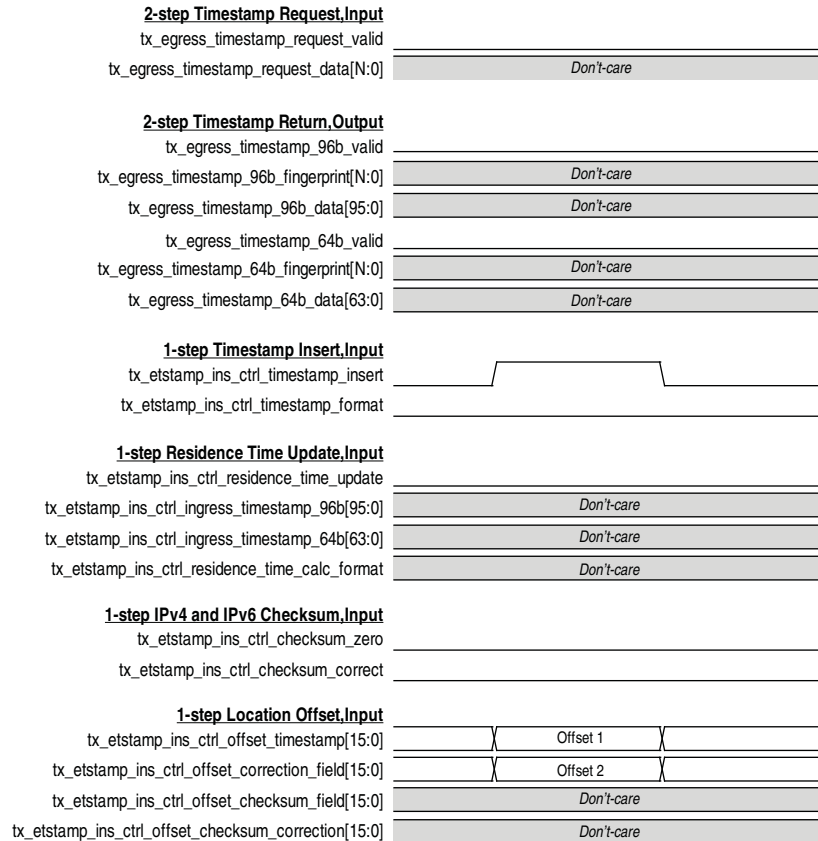 2-step Timestamp Request,Input
tx_egress_timestamp_request_valid
tx_egress_timestamp_request_data[N:0] Don't-care
2-step Timestamp Return,Output
tx_egress_timestamp_96b_valid
tx_egress_timestamp_96b_fingerprint[N:0] Don't-care
tx_egress_timestamp_96b_data[95:0] Don't-care
tx_egress_timestamp_64b_valid
tx_egress_timestamp_64b_fingerprint[N:0] Don't-care
tx_egress_timestamp_64b_data[63:0] Don't-care
1-step Timestamp Insert,Input
tx_etstamp_ins_ctrl_timestamp_insert
tx_etstamp_ins_ctrl_timestamp_format
1-step Residence Time Update,Input
tx_etstamp_ins_ctrl_residence_time_update
tx_etstamp_ins_ctrl_ingress_timestamp_96b[95:0] Don't-care
tx_etstamp_ins_ctrl_ingress_timestamp_64b[63:0] Don't-care
tx_etstamp_ins_ctrl_residence_time_calc_format Don't-care
1-step IPv4 and IPv6 Checksum,Input
tx_etstamp_ins_ctrl_checksum_zero
tx_etstamp_ins_ctrl_checksum_correct
1-step Location Offset,Input
tx_etstamp_ins_ctrl_offset_timestamp[15:0] Offset 1
tx_etstamp_ins_ctrl_offset_correction_field[15:0] Offset 2
tx_etstamp_ins_ctrl_offset_checksum_field[15:0] Don't-care
tx_etstamp_ins_ctrl_offset_checksum_correction[15:0] Don't-care